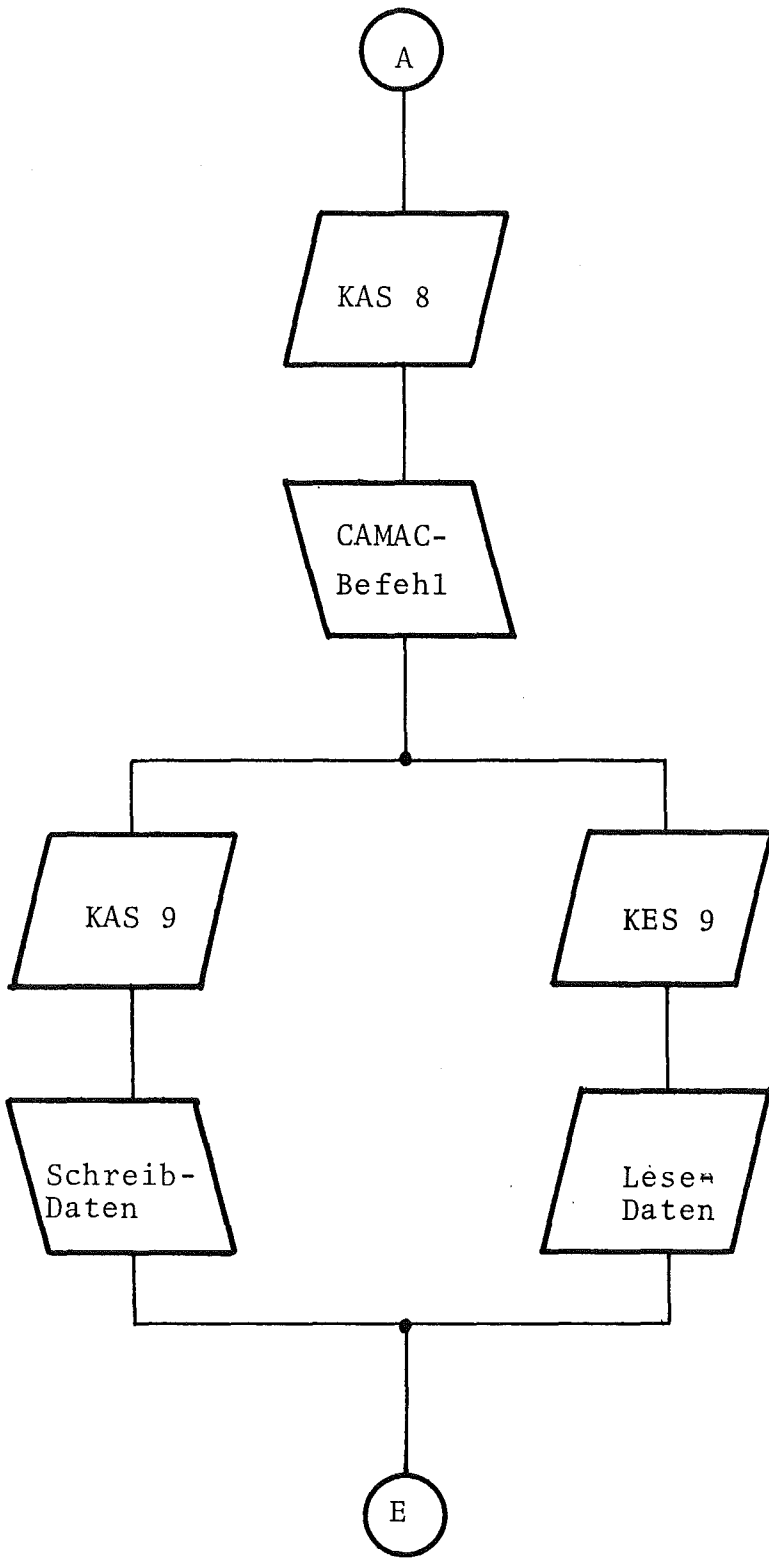 A
KAS 8
CAMAC-
Befehl
KAS 9
KES 9
Schreib-
Daten
Lese-
Daten
E